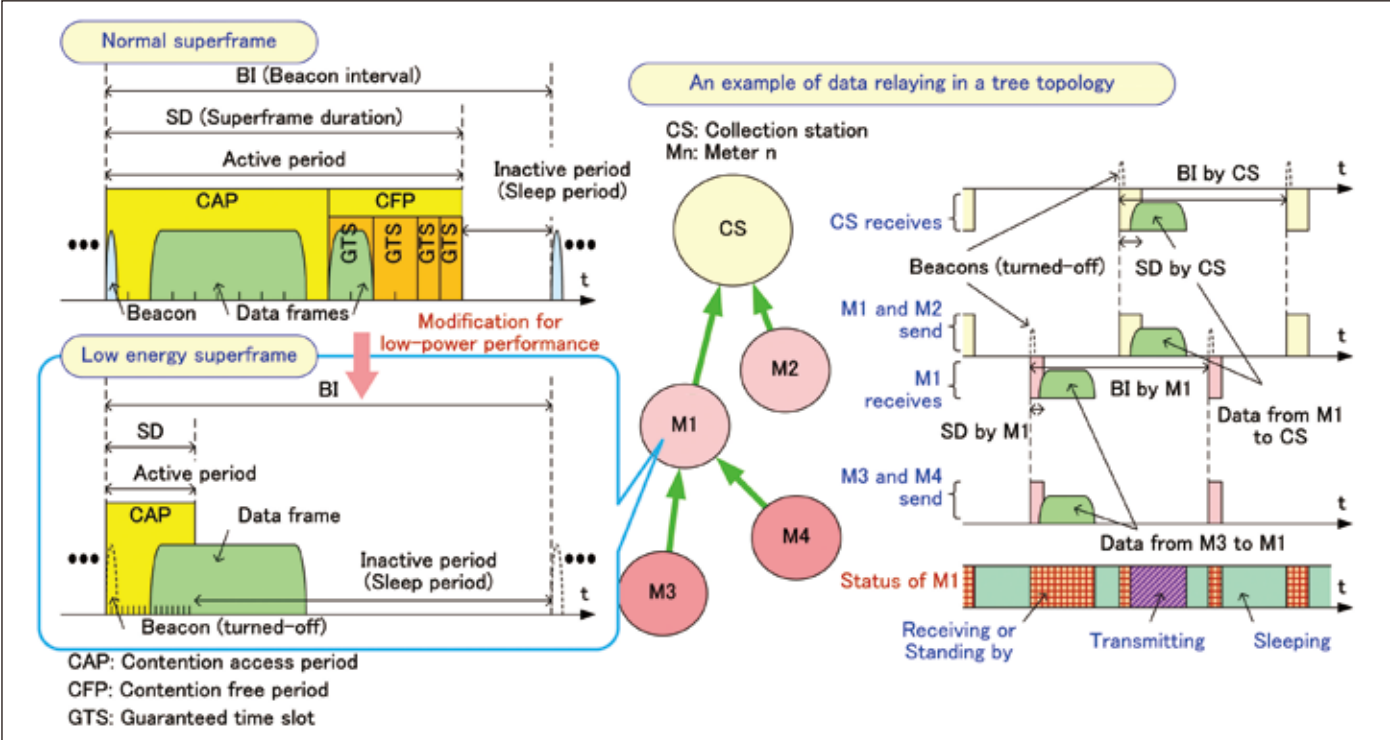 Normal superframe
BI (Beacon interval)
SD (Superframe duration)
Active period
Inactive period
(Sleep period)
CAP
CFP
GTS
GTS
GTS
GTS
•••
•••
t
Beacon
Data frames
Modification for
low-power performance
Low energy superframe
BI
SD
Active period
CAP
Data frame
•••
•••
Inactive period
(Sleep period)
t
Beacon (turned-off)
CAP: Contention access period
CFP: Contention free period
GTS: Guaranteed time slot
An example of data relaying in a tree topology
CS: Collection station
Mn: Meter n
CS
M2
M1
M4
M3
t
BI by CS
CS receives
Beacons (turned-off)
SD by CS
M1 and M2
send
t
M1
receives
BI by M1
SD by M1
Data from M1
to CS
M3 and M4
send
t
Data from M3 to M1
Status of M1
t
Receiving or
Standing by
Transmitting
Sleeping